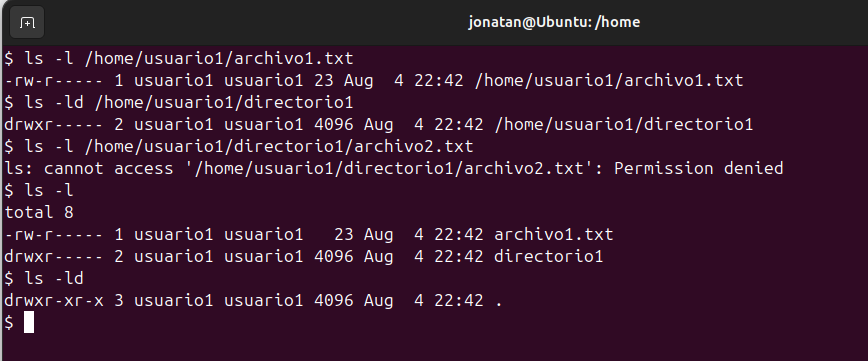 jonatan@Ubuntu: /home
$ ls -l /home/usuario1/archivo1.txt
-rw-r----- 1 usuario1 usuario1 23 Aug  4 22:42 /home/usuario1/archivo1.txt
$ ls -ld /home/usuario1/directorio1
drwxr----- 2 usuario1 usuario1 4096 Aug  4 22:42 /home/usuario1/directorio1
$ ls -l /home/usuario1/directorio1/archivo2.txt
ls: cannot access '/home/usuario1/directorio1/archivo2.txt': Permission denied
$ ls -l
total 8
-rw-r----- 1 usuario1 usuario1   23 Aug  4 22:42 archivo1.txt
drwxr----- 2 usuario1 usuario1 4096 Aug  4 22:42 directorio1
$ ls -ld
drwxr-xr-x 3 usuario1 usuario1 4096 Aug  4 22:42 .
$